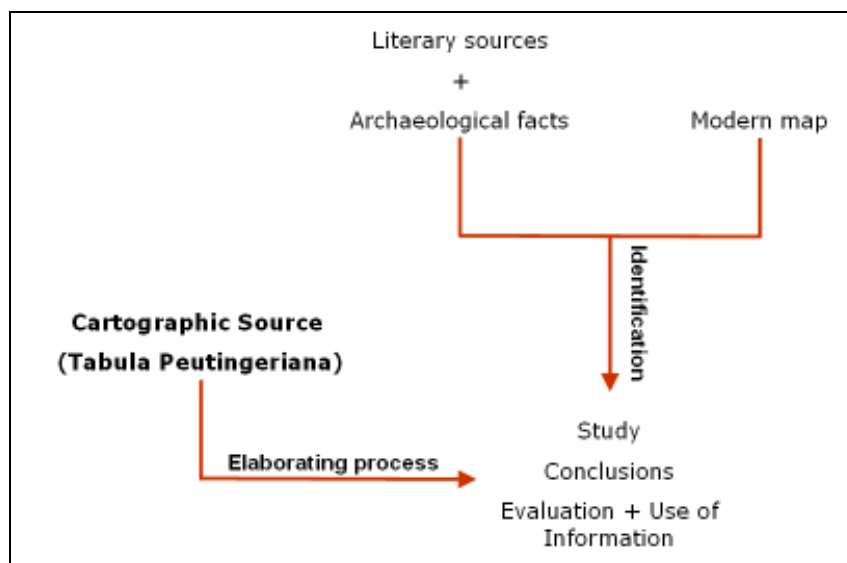 Literary sources
+
Archaeological facts
Modern map
Identification
Cartographic Source
(Tabula Peutingeriana)
Elaborating process
Study
Conclusions
Evaluation + Use of
Information